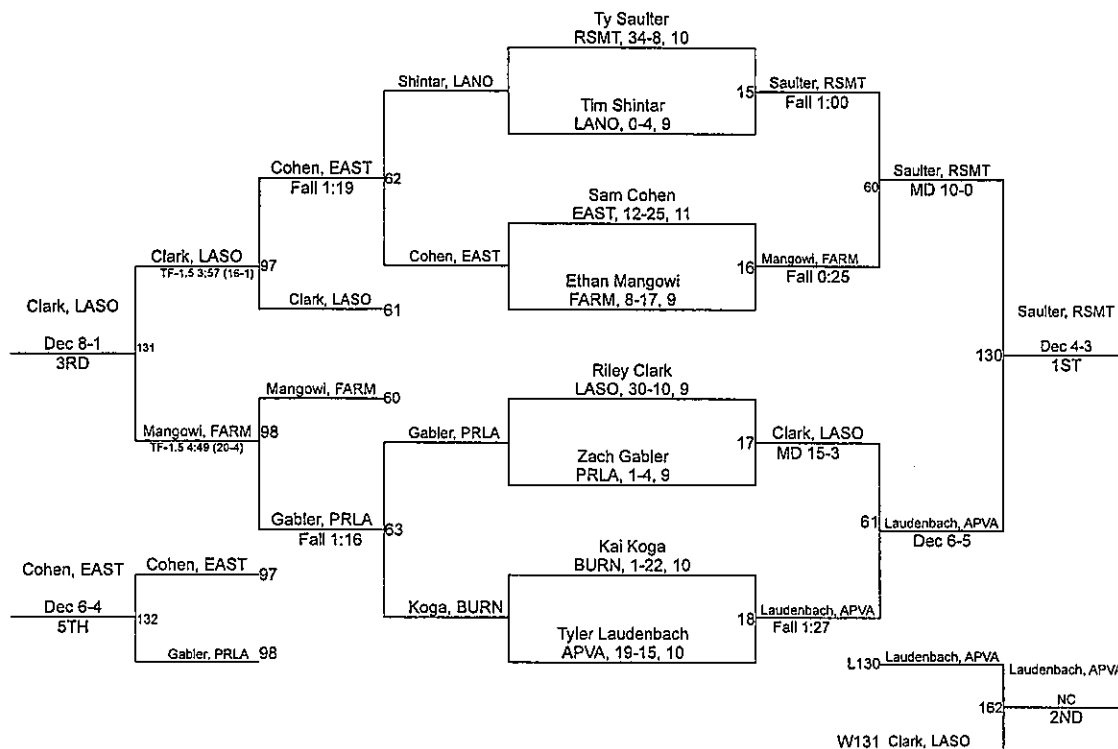 Ty Saulter
RSMT, 34-8, 10
Shintar, LANO
15
Saulter, RSMT
Fall 1:00
Tim Shintar
LANO, 0-4, 9
Cohen, EAST
Fall 1:19
62
Saulter, RSMT
MD 10-0
60
Sam Cohen
EAST, 12-25, 11
Clark, LASO
TF-1.5 3:57 (16-1)
97
Cohen, EAST
16
Mangowi, FARM
Fall 0:25
Ethan Mangowi
FARM, 8-17, 9
Clark, LASO
61
Clark, LASO
Dec 8-1
3RD
131
Saulter, RSMT
Dec 4-3
1ST
130
Riley Clark
LASO, 30-10, 9
Mangowi, FARM
60
Mangowi, FARM
TF-1.5 4:49 (20-4)
98
Gabler, PRLA
17
Clark, LASO
MD 15-3
Zach Gabler
PRLA, 1-4, 9
Gabler, PRLA
Fall 1:16
63
61
Laudenbach, APVA
Dec 6-5
Kai Koga
BURN, 1-22, 10
Cohen, EAST
Cohen, EAST
97
Dec 6-4
5TH
132
Koga, BURN
18
Laudenbach, APVA
Fall 1:27
Tyler Laudenbach
APVA, 19-15, 10
Gabler, PRLA
98
L130
Laudenbach, APVA
Laudenbach, APVA
162
NC
2ND
W131 Clark, LASO